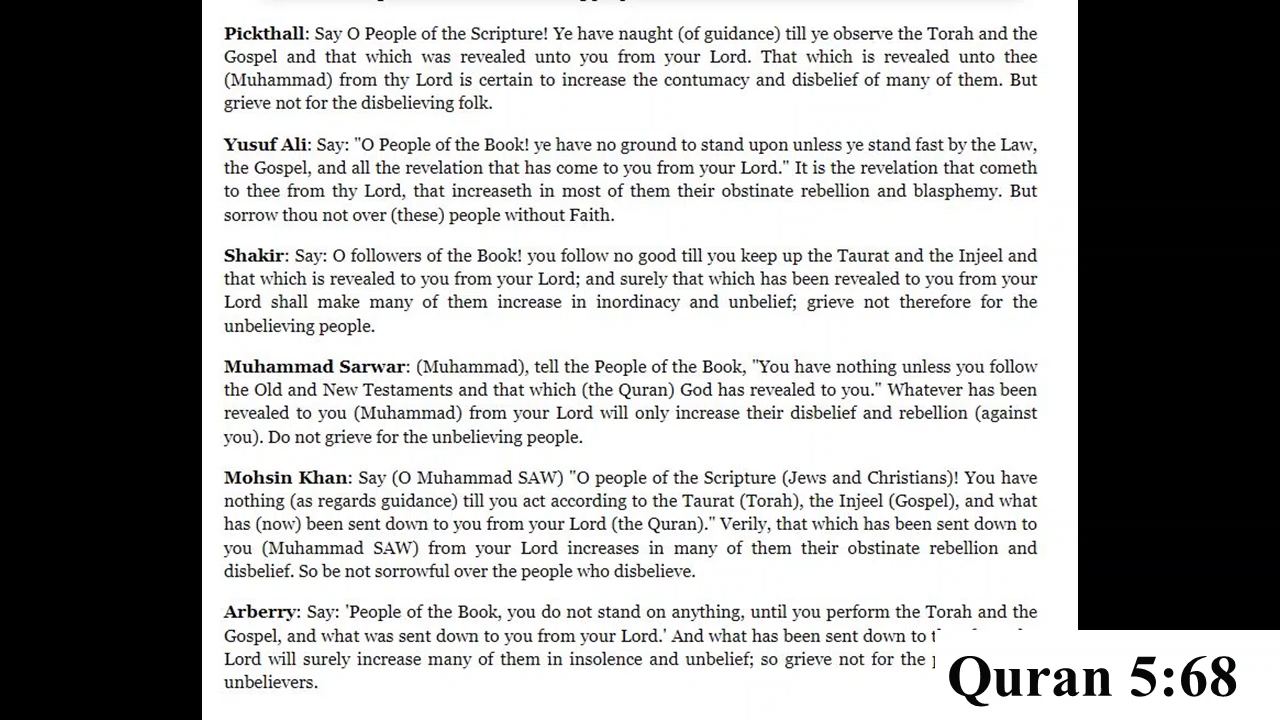 Pickthall: Say O People of the Scripture! Ye have naught (of guidance) till ye observe the Torah and the
Gospel and that which was revealed unto you from your Lord. That which is revealed unto thee
(Muhammad) from thy Lord is certain to increase the contumacy and disbelief of many of them. But
grieve not for the disbelieving folk.
Yusuf Ali: Say: "O People of the Book! ye have no ground to stand upon unless ye stand fast by the Law,
the Gospel, and all the revelation that has come to you from your Lord." It is the revelation that cometh
to thee from thy Lord, that increaseth in most of them their obstinate rebellion and blasphemy. But
sorrow thou not over (these) people without Faith.
Shakir: Say: O followers of the Book! you follow no good till you keep up the Taurat and the Injeel and
that which is revealed to you from your Lord; and surely that which has been revealed to you from your
Lord shall make many of them increase in inordinacy and unbelief; grieve not therefore for the
unbelieving people.
Muhammad Sarwar: (Muhammad), tell the People of the Book, "You have nothing unless you follow
the Old and New Testaments and that which (the Quran) God has revealed to you." Whatever has been
revealed to you (Muhammad) from your Lord will only increase their disbelief and rebellion (against
you). Do not grieve for the unbelieving people.
Mohsin Khan: Say (O Muhammad SAW) "O people of the Scripture (Jews and Christians)! You have
nothing (as regards guidance) till you act according to the Taurat (Torah), the Injeel (Gospel), and what
has (now) been sent down to you from your Lord (the Quran)." Verily, that which has been sent down to
you (Muhammad SAW) from your Lord increases in many of them their obstinate rebellion and
disbelief. So be not sorrowful over the people who disbelieve.
Arberry: Say: 'People of the Book, you do not stand on anything, until you perform the Torah and the
Gospel, and what was sent down to you from your Lord.' And what has been sent down to
Lord will surely increase many of them in insolence and unbelief; so grieve not for the
unbelievers.
Quran 5:68